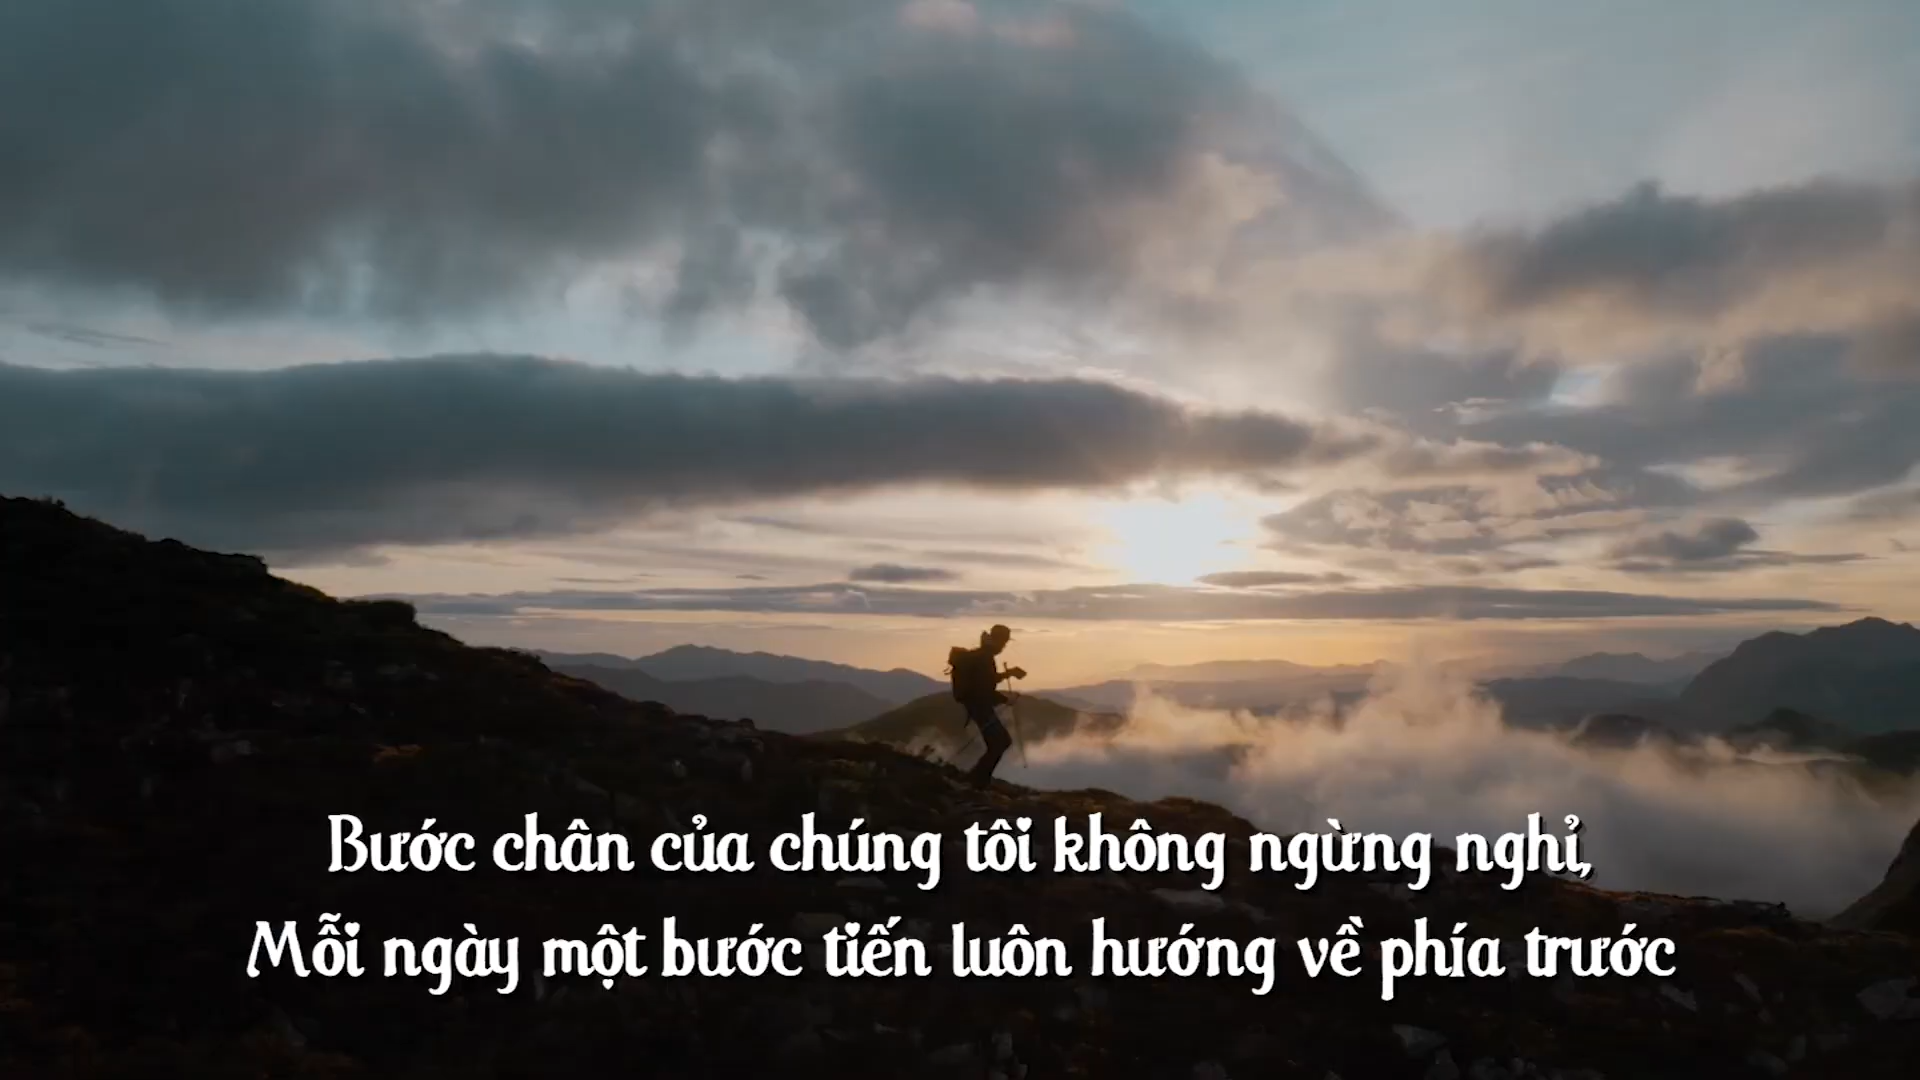 Bước chân của chúng tôi không ngừng nghỉ,
Mỗi ngày một bước tiến luôn hướng về phía trước